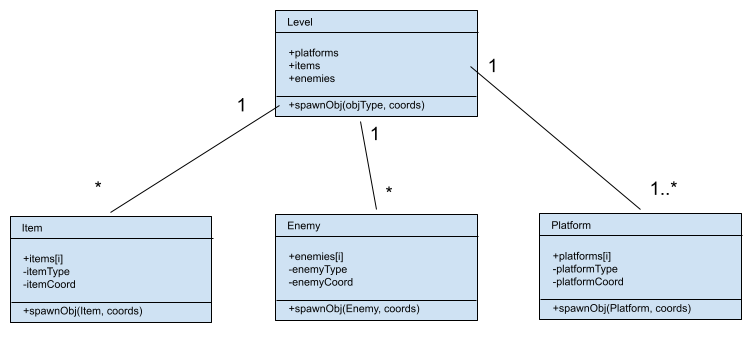 Level
+platforms
+items
+enemies
+spawnObj(objType, coords)
1
1
1
*
*
1..*
Item
+items[i]
-itemType
-itemCoord
+spawnObj(Item, coords)
Enemy
+enemies[i]
-enemyType
-enemyCoord
+spawnObj(Enemy, coords)
Platform
+platforms[i]
-platformType
-platformCoord
+spawnObj(Platform, coords)